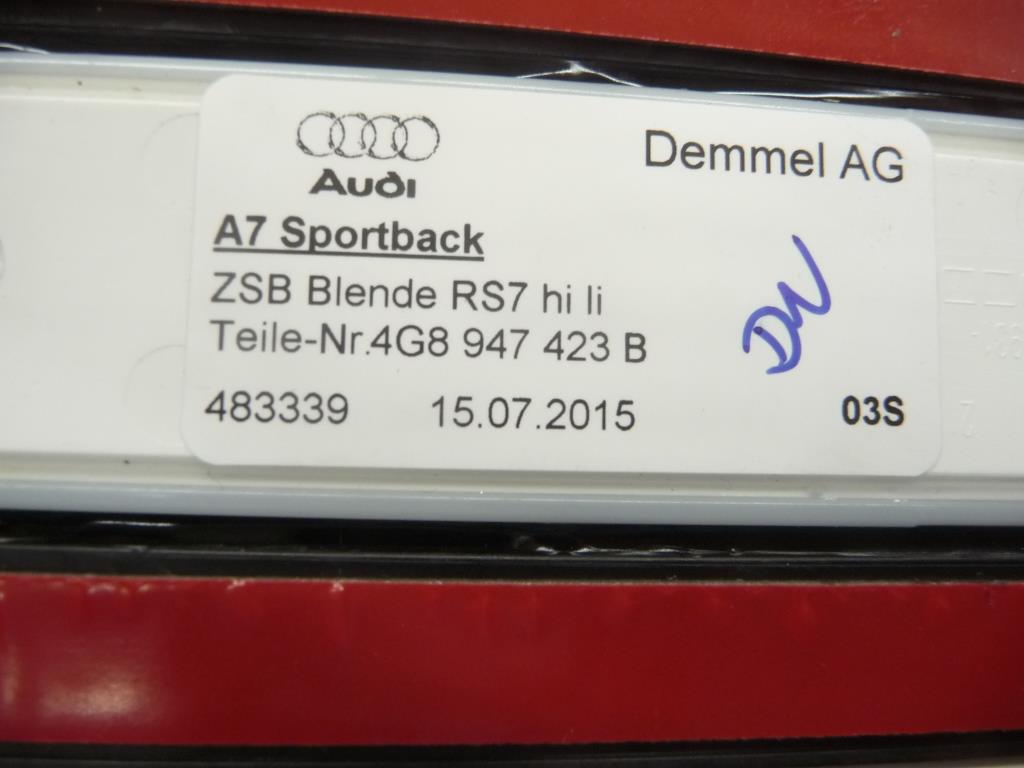 Audi
Demmel AG
A7 Sportback
ZSB Blende RS7 hi li
Teile-Nr.4G8 947 423 B
483339 15.07.2015 03S